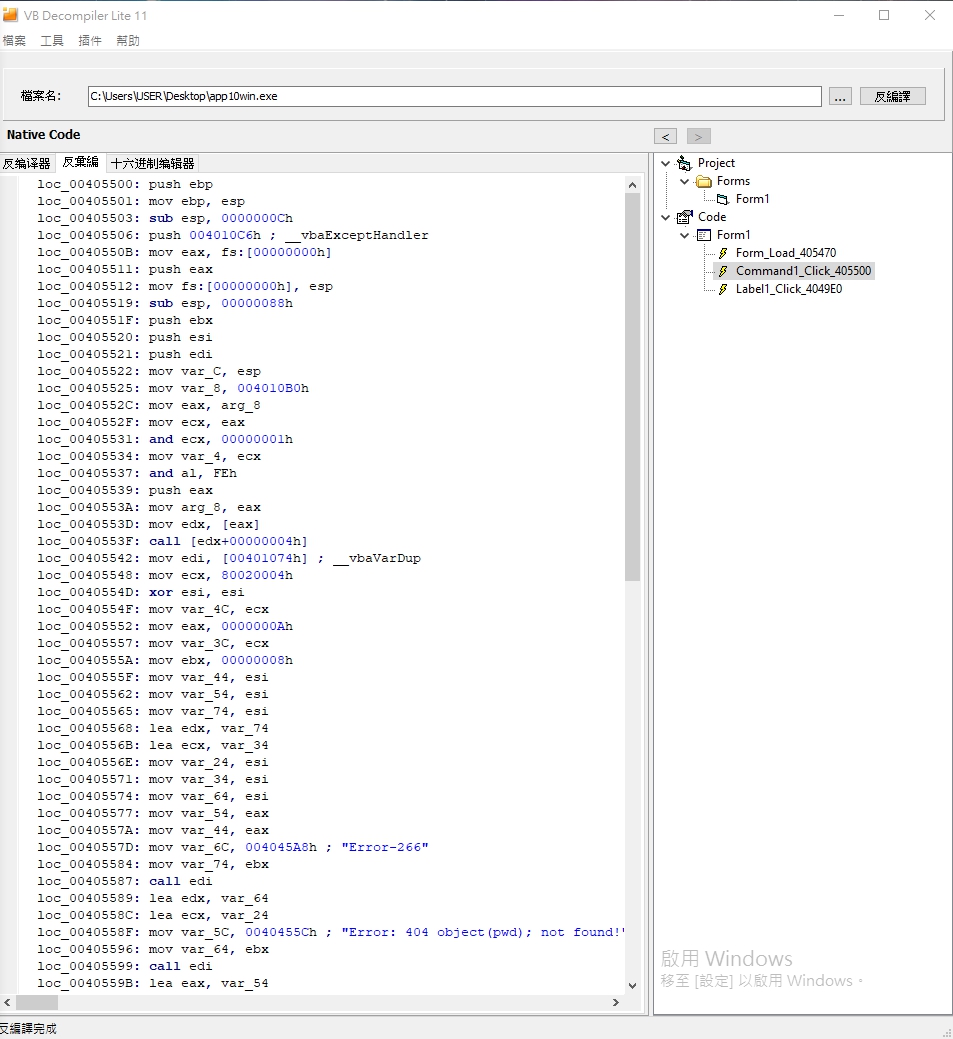 VB Decompiler Lite 11
檔案 工具 插件 幫助
檔案名: C:\Users\USER\Desktop\app10win.exe ... 反編譯
Native Code < >
反编译器 反彙編 十六进制编辑器
loc_00405500: push ebp
loc_00405501: mov ebp, esp
loc_00405503: sub esp, 0000000Ch
loc_00405506: push 004010C6h ; __vbaExceptHandler
loc_0040550B: mov eax, fs:[00000000h]
loc_00405511: push eax
loc_00405512: mov fs:[00000000h], esp
loc_00405519: sub esp, 00000088h
loc_0040551F: push ebx
loc_00405520: push esi
loc_00405521: push edi
loc_00405522: mov var_C, esp
loc_00405525: mov var_8, 004010B0h
loc_0040552C: mov eax, arg_8
loc_0040552F: mov ecx, eax
loc_00405531: and ecx, 00000001h
loc_00405534: mov var_4, ecx
loc_00405537: and al, FEh
loc_00405539: push eax
loc_0040553A: mov arg_8, eax
loc_0040553D: mov edx, [eax]
loc_0040553F: call [edx+00000004h]
loc_00405542: mov edi, [00401074h] ; __vbaVarDup
loc_00405548: mov ecx, 80020004h
loc_0040554D: xor esi, esi
loc_0040554F: mov var_4C, ecx
loc_00405552: mov eax, 0000000Ah
loc_00405557: mov var_3C, ecx
loc_0040555A: mov ebx, 00000008h
loc_0040555F: mov var_44, esi
loc_00405562: mov var_54, esi
loc_00405565: mov var_74, esi
loc_00405568: lea edx, var_74
loc_0040556B: lea ecx, var_34
loc_0040556E: mov var_24, esi
loc_00405571: mov var_34, esi
loc_00405574: mov var_64, esi
loc_00405577: mov var_54, eax
loc_0040557A: mov var_44, eax
loc_0040557D: mov var_6C, 004045A8h ; "Error-266"
loc_00405584: mov var_74, ebx
loc_00405587: call edi
loc_00405589: lea edx, var_64
loc_0040558C: lea ecx, var_24
loc_0040558F: mov var_5C, 0040455Ch ; "Error: 404 object(pwd); not found!"
loc_00405596: mov var_64, ebx
loc_00405599: call edi
loc_0040559B: lea eax, var_54
Project
Forms
Form1
Code
Form1
Form_Load_405470
Command1_Click_405500
Label1_Click_4049E0
啟用 Windows
移至 [設定] 以啟用 Windows。
反編譯完成